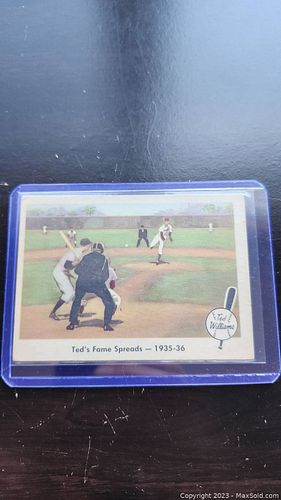 Ted's Fame Spreads — 1935-36
Ted
Williams
Copyright © 2023 - MaxSold.com